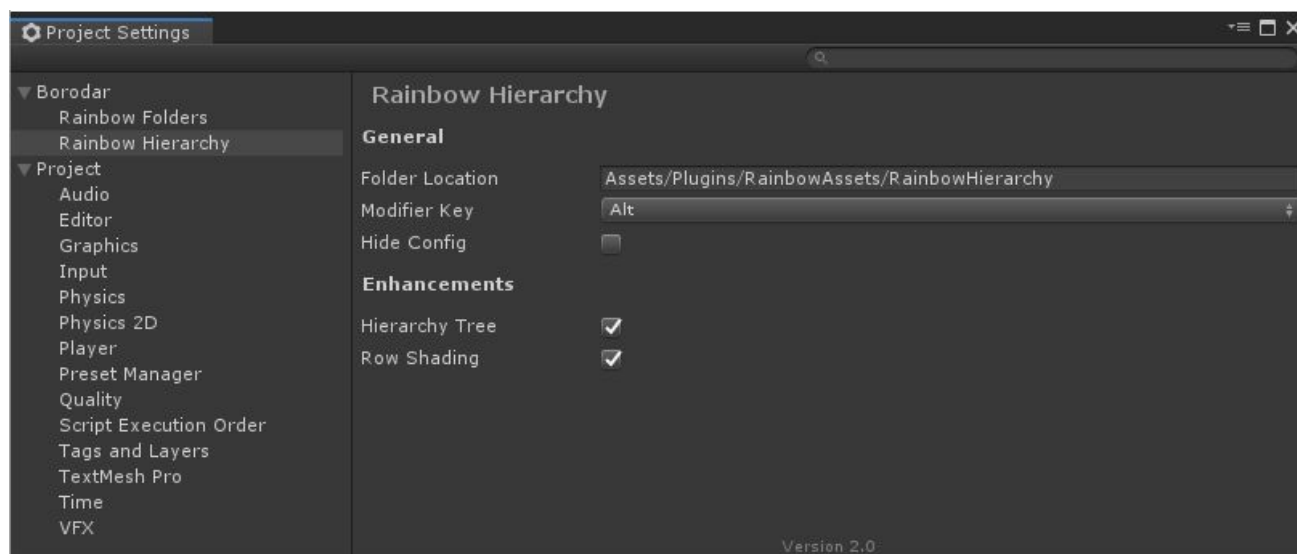 Project Settings
Borodar
Rainbow Folders
Rainbow Hierarchy
Project
Audio
Editor
Graphics
Input
Physics
Physics 2D
Player
Preset Manager
Quality
Script Execution Order
Tags and Layers
TextMesh Pro
Time
VFX
Rainbow Hierarchy
General
Folder Location Assets/Plugins/RainbowAssets/RainbowHierarchy
Modifier Key Alt
Hide Config
Enhancements
Hierarchy Tree
Row Shading
Version 2.0